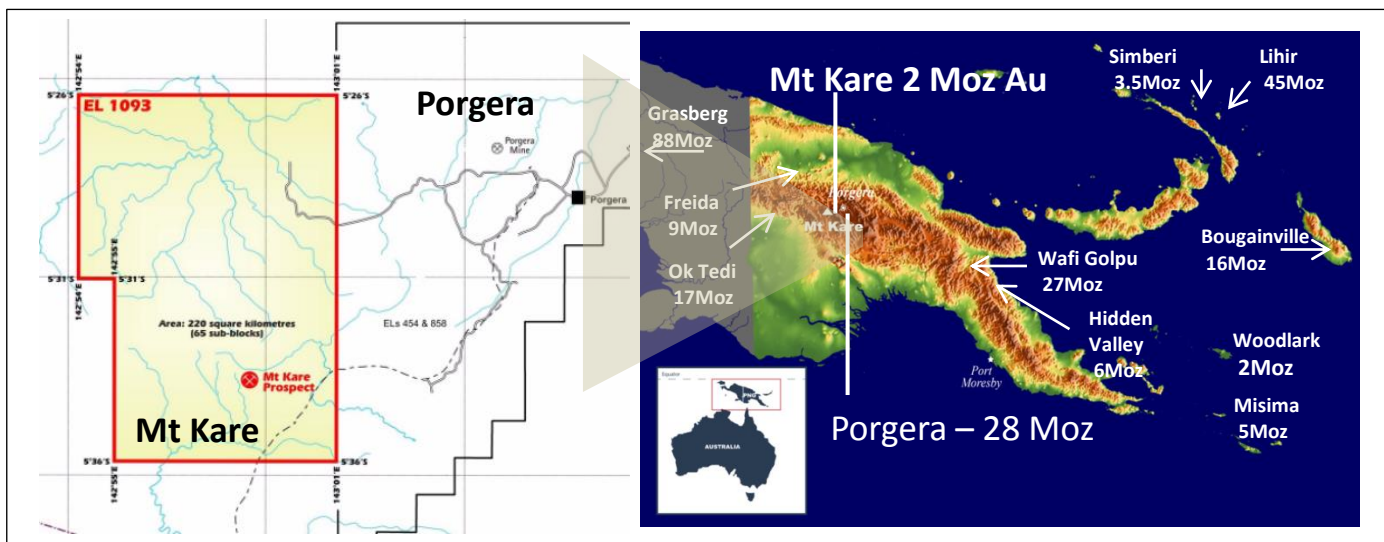 142°54'E
143°01'E
5°26'S
5°26'S
EL 1093
Porgera
Porgera
Mine
Porgera
142°55'E
5°31'S
5°31'S
142°54'E
Area: 220 square kilometres
(65 sub-blocks)
ELs 454 & 858
Mt Kare
Prospect
Mt Kare
5°36'S
5°36'S
142°55'E
143°01'E
Mt Kare 2 Moz Au
Simberi
3.5Moz
Lihir
45Moz
Grasberg
88Moz
Porgera
Mt Kare
Freida
9Moz
Ok Tedi
17Moz
Bougainville
16Moz
Wafi Golpu
27Moz
Hidden
Valley
6Moz
Woodlark
2Moz
Port
Moresby
Misima
5Moz
Porgera – 28 Moz
Equator
PNG
AUSTRALIA